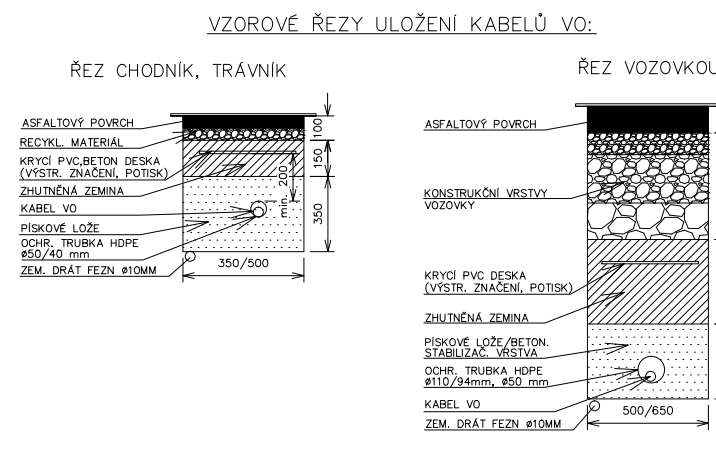 VZOROVÉ ŘEZY ULOŽENÍ KABELŮ VO:
ŘEZ CHODNÍK, TRÁVNÍK
ASFALTOVÝ POVRCH
RECYKL. MATERIÁL
KRYCÍ PVC,BETON DESKA
(VÝSTR. ZNAČENÍ, POTISK)
ZHUTNĚNÁ ZEMINA
KABEL VO
PÍSKOVÉ LOŽE
OCHR. TRUBKA HDPE
ø50/40 mm
ZEM. DRÁT FEZN ø10MM
100
150
350
min. 200
350/500
ŘEZ VOZOVKOU
ASFALTOVÝ POVRCH
KONSTRUKČNÍ VRSTVY
VOZOVKY
KRYCÍ PVC DESKA
(VÝSTR. ZNAČENÍ, POTISK)
ZHUTNĚNÁ ZEMINA
PÍSKOVÉ LOŽE/BETON.
STABILIZAČ. VRSTVA
OCHR. TRUBKA HDPE
ø110/94mm, ø50 mm
KABEL VO
ZEM. DRÁT FEZN ø10MM
500/650